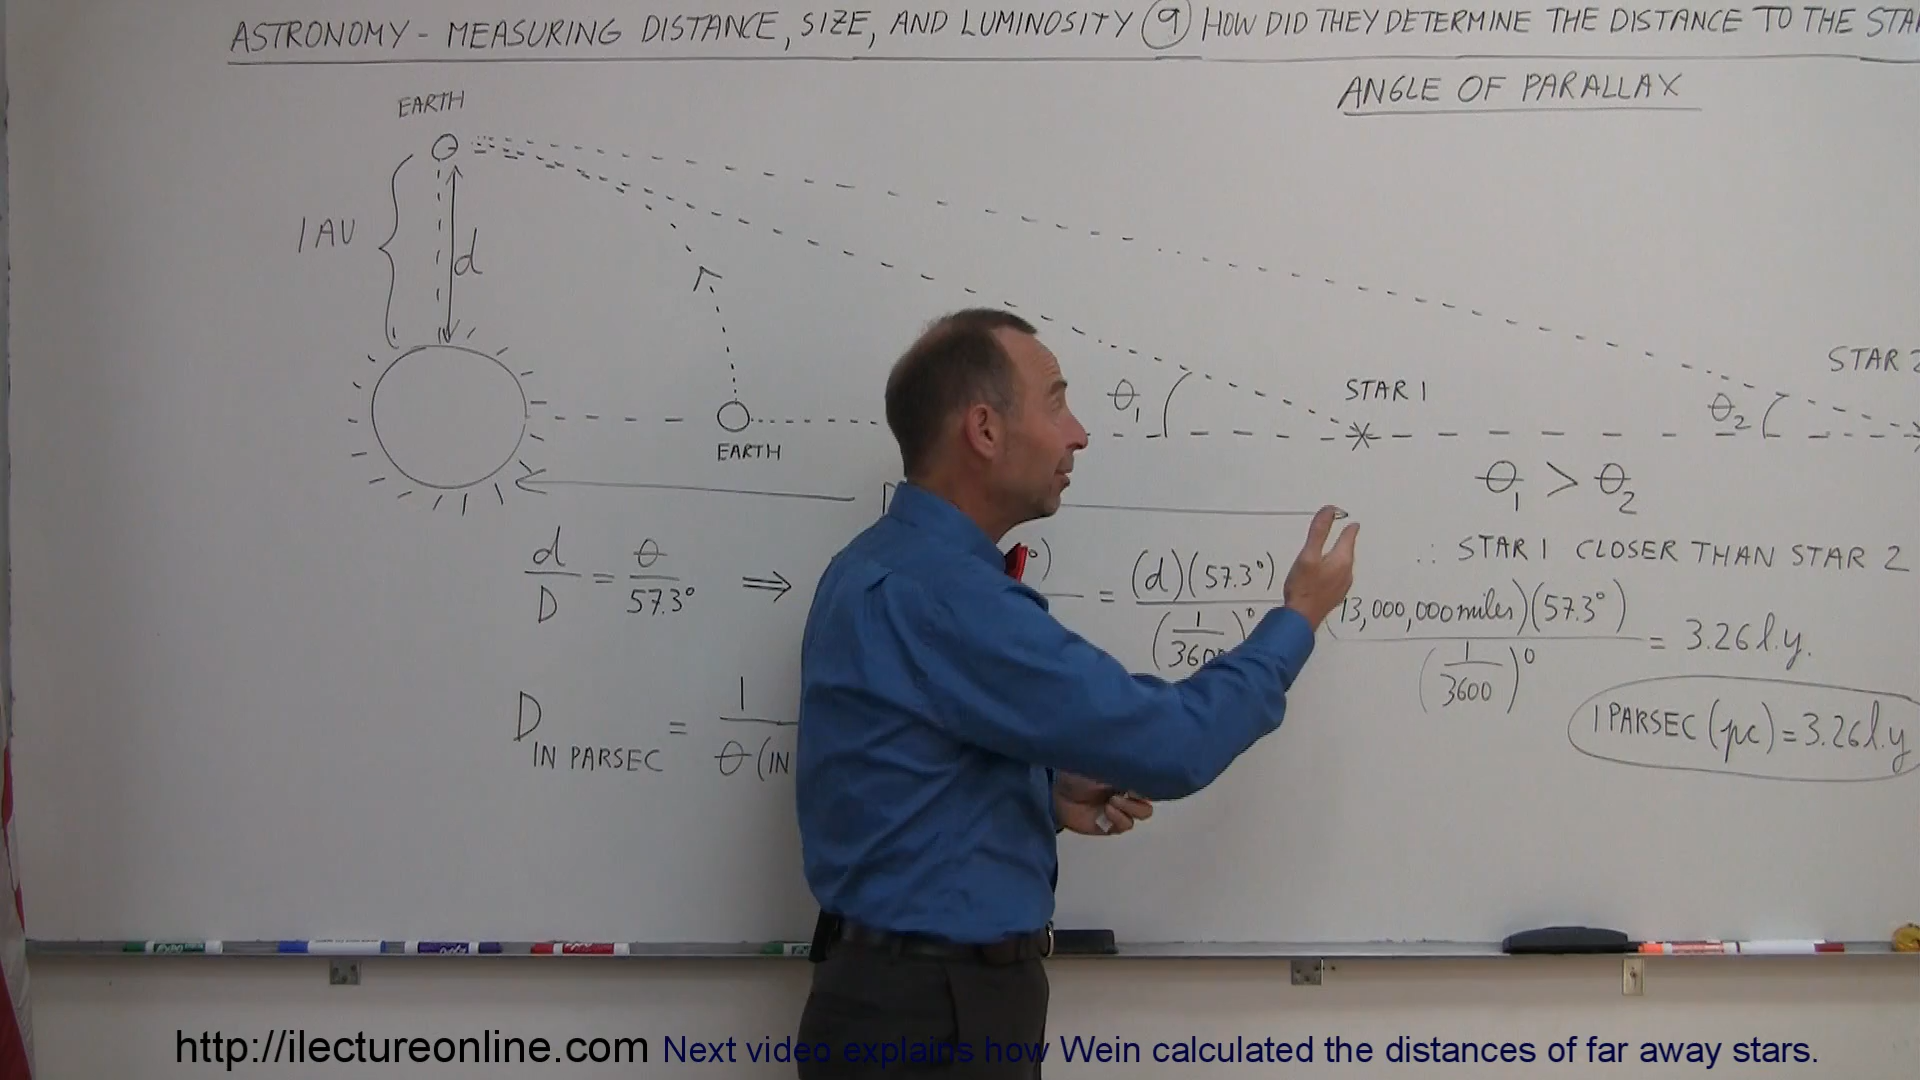 ASTRONOMY - MEASURING DISTANCE, SIZE, AND LUMINOSITY 9 HOW DID THEY DETERMINE THE DISTANCE TO THE STA
ANGLE OF PARALLAX
EARTH
1 AU
d
STAR 2
θ₁
STAR 1
θ₂
EARTH
θ₁ > θ₂
d/D = θ/57.3° ⇒
= (d)(57.3°)/(1/3600)°
∴ STAR 1 CLOSER THAN STAR 2
13,000,000 miles)(57.3°)/(1/3600)° = 3.26 l.y.
D IN PARSEC = 1/θ (IN
1 PARSEC (pc) = 3.26 l.y
http://ilectureonline.com Next video explains how Wein calculated the distances of far away stars.